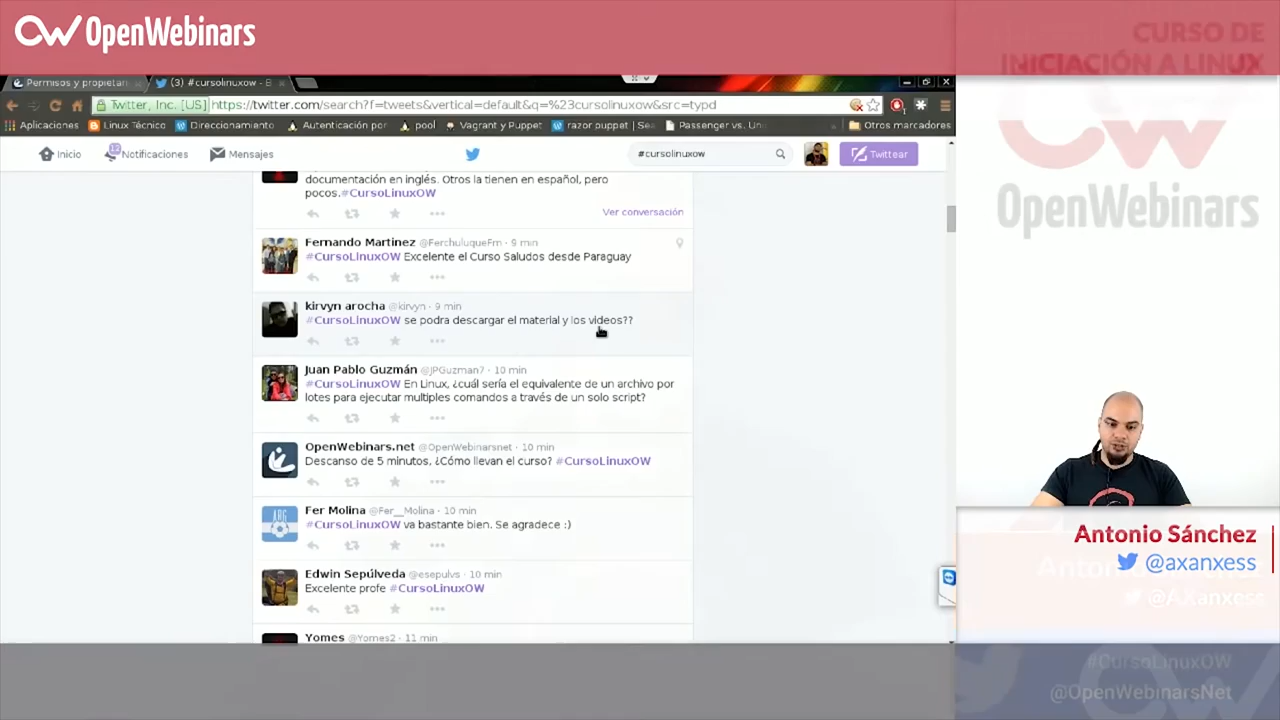 OpenWebinars
CURSO DE
INICIACIÓN A LINUX
Permisos y propietari
(3) #cursolinuxow - B
Twitter, Inc. [US] https://twitter.com/search?f=tweets&vertical=default&q=%23cursolinuxow&src=typd
Aplicaciones Linux Técnico Direccionamiento Autenticación por pool Vagrant y Puppet razor puppet | Sea Passenger vs. Uni Otros marcadores
Inicio 12 Notificaciones Mensajes #cursolinuxow Twittear
OpenWebinars
documentación en inglés. Otros la tienen en español, pero
pocos.#CursoLinuxOW
Ver conversación
Fernando Martinez @FerchuluqueFm · 9 min
#CursoLinuxOW Excelente el Curso Saludos desde Paraguay
kirvyn arocha @kirvyn · 9 min
#CursoLinuxOW se podra descargar el material y los videos??
Juan Pablo Guzmán @JPGuzman7 · 10 min
#CursoLinuxOW En Linux, ¿cuál sería el equivalente de un archivo por
lotes para ejecutar multiples comandos a través de un solo script?
OpenWebinars.net @OpenWebinarsnet · 10 min
Descanso de 5 minutos, ¿Cómo llevan el curso? #CursoLinuxOW
ARG
Fer Molina @Fer__Molina · 10 min
#CursoLinuxOW va bastante bien. Se agradece :)
Edwin Sepúlveda @esepulvs · 10 min
Excelente profe #CursoLinuxOW
Yomes @Yomes2 · 11 min
Antonio Sánchez
@axanxess
@Axanxess
#CursoLinuxOW
@OpenWebinarsNet